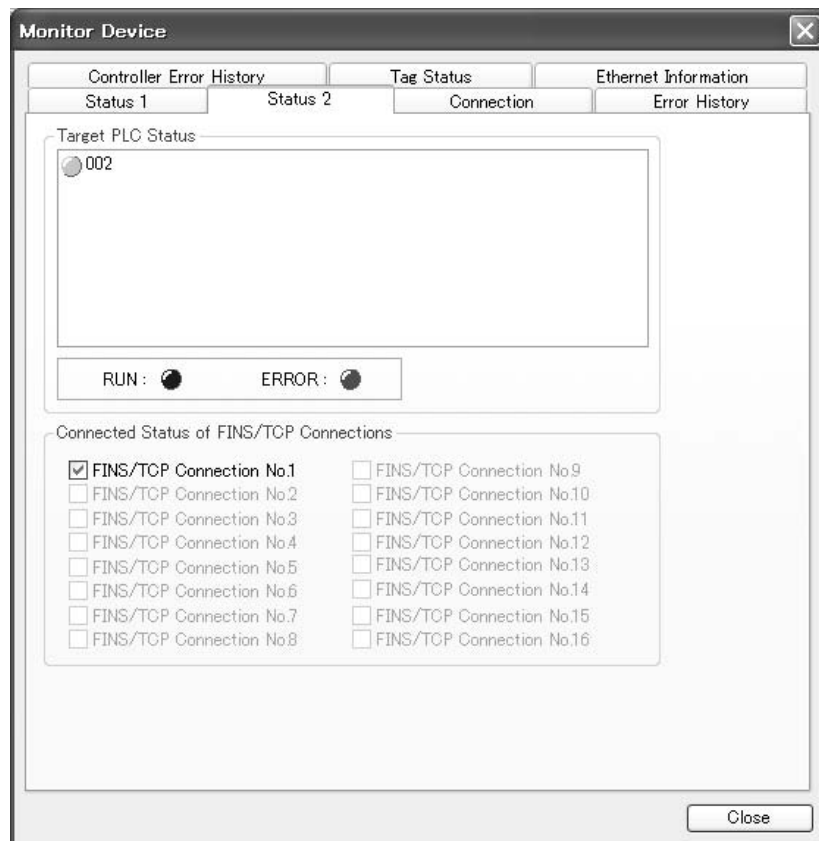 Monitor Device
Controller Error History Tag Status Ethernet Information
Status 1 Status 2 Connection Error History
Target PLC Status
002
RUN : ERROR :
Connected Status of FINS/TCP Connections
FINS/TCP Connection No.1 FINS/TCP Connection No.9
FINS/TCP Connection No.2 FINS/TCP Connection No.10
FINS/TCP Connection No.3 FINS/TCP Connection No.11
FINS/TCP Connection No.4 FINS/TCP Connection No.12
FINS/TCP Connection No.5 FINS/TCP Connection No.13
FINS/TCP Connection No.6 FINS/TCP Connection No.14
FINS/TCP Connection No.7 FINS/TCP Connection No.15
FINS/TCP Connection No.8 FINS/TCP Connection No.16
Close